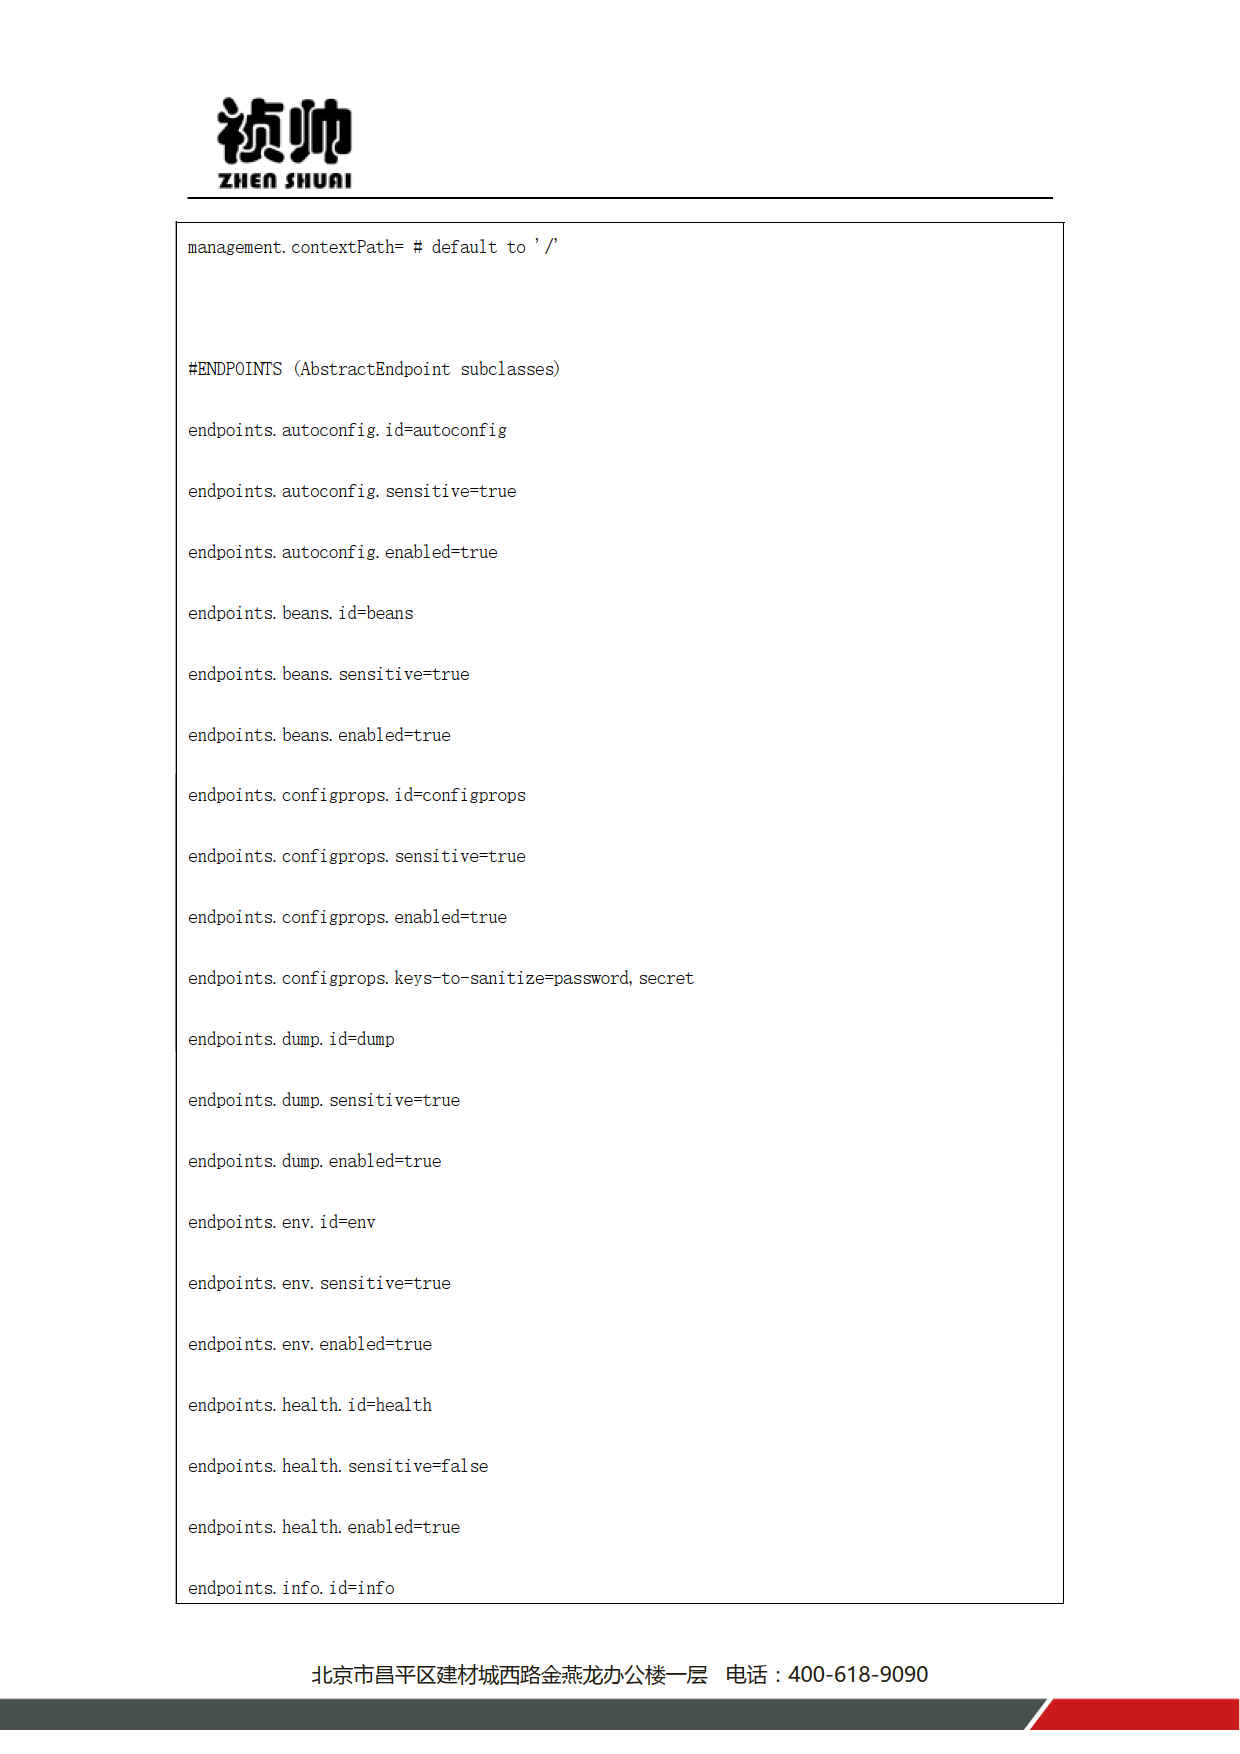 祯帅
ZHEN SHUAI
management.contextPath= # default to '/'
#ENDPOINTS (AbstractEndpoint subclasses)
endpoints.autoconfig.id=autoconfig
endpoints.autoconfig.sensitive=true
endpoints.autoconfig.enabled=true
endpoints.beans.id=beans
endpoints.beans.sensitive=true
endpoints.beans.enabled=true
endpoints.configprops.id=configprops
endpoints.configprops.sensitive=true
endpoints.configprops.enabled=true
endpoints.configprops.keys-to-sanitize=password,secret
endpoints.dump.id=dump
endpoints.dump.sensitive=true
endpoints.dump.enabled=true
endpoints.env.id=env
endpoints.env.sensitive=true
endpoints.env.enabled=true
endpoints.health.id=health
endpoints.health.sensitive=false
endpoints.health.enabled=true
endpoints.info.id=info
北京市昌平区建材城西路金燕龙办公楼一层 电话：400-618-9090